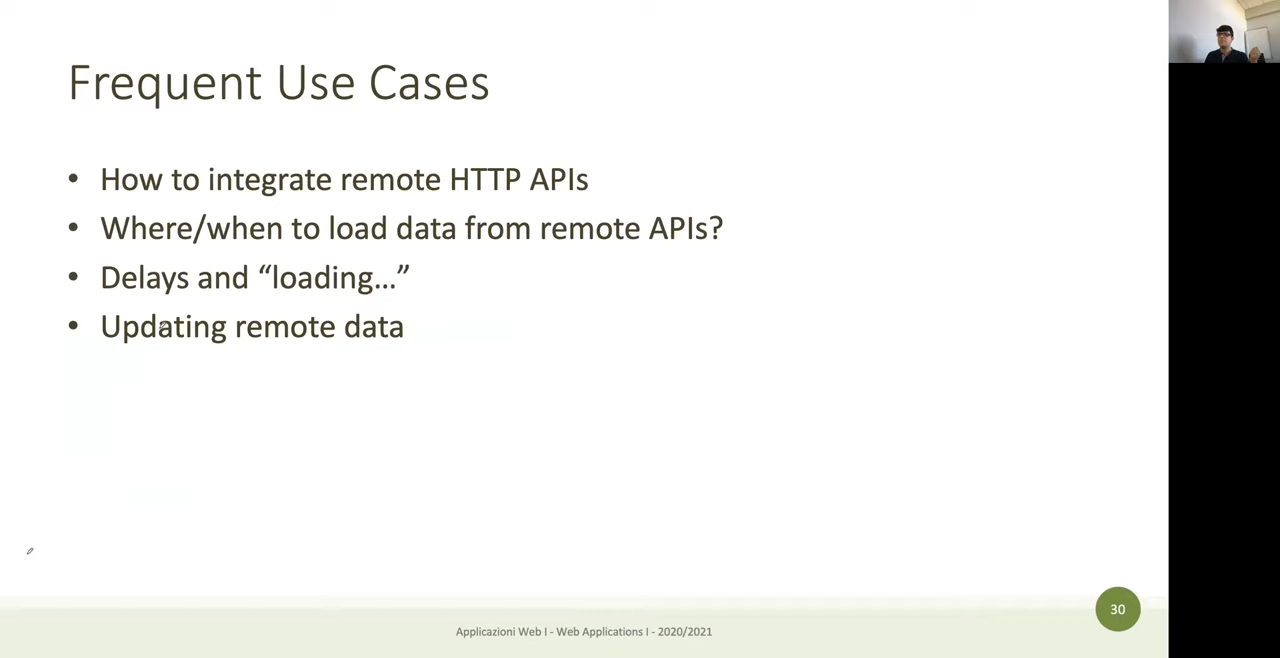 Frequent Use Cases
• How to integrate remote HTTP APIs
• Where/when to load data from remote APIs?
• Delays and “loading…”
• Updating remote data
30
Applicazioni Web I - Web Applications I - 2020/2021